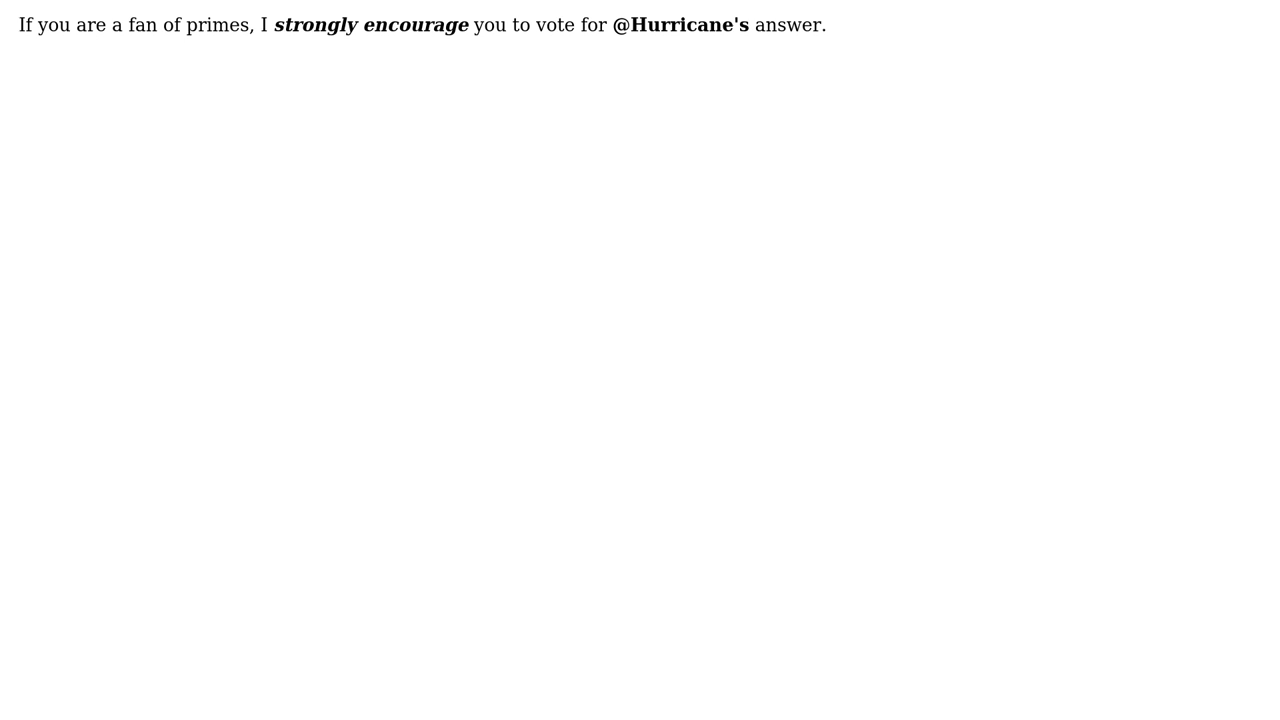 If you are a fan of primes, I strongly encourage you to vote for @Hurricane's answer.